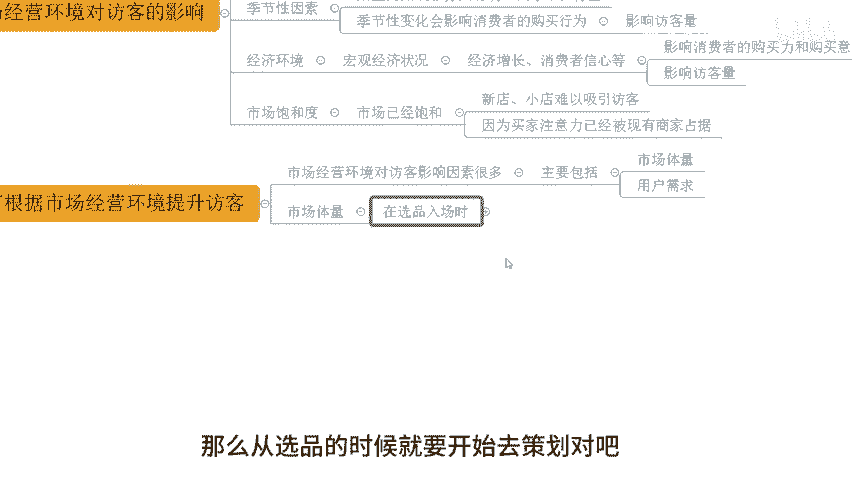 经营环境对访客的影响
季节性因素
季节性变化会影响消费者的购买行为
影响访客量
经济环境
宏观经济状况
经济增长、消费者信心等
影响消费者的购买力和购买意
影响访客量
市场饱和度
市场已经饱和
新店、小店难以吸引访客
因为买家注意力已经被现有商家占据
根据市场经营环境提升访客
市场经营环境对访客影响因素很多
主要包括
市场体量
用户需求
市场体量
在选品入场时
那么从选品的时候就要开始去策划对吧